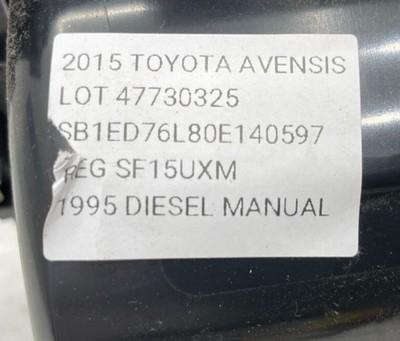 2015 TOYOTA AVENSIS
LOT 47730325
SB1ED76L80E140597
REG SF15UXM
1995 DIESEL MANUAL